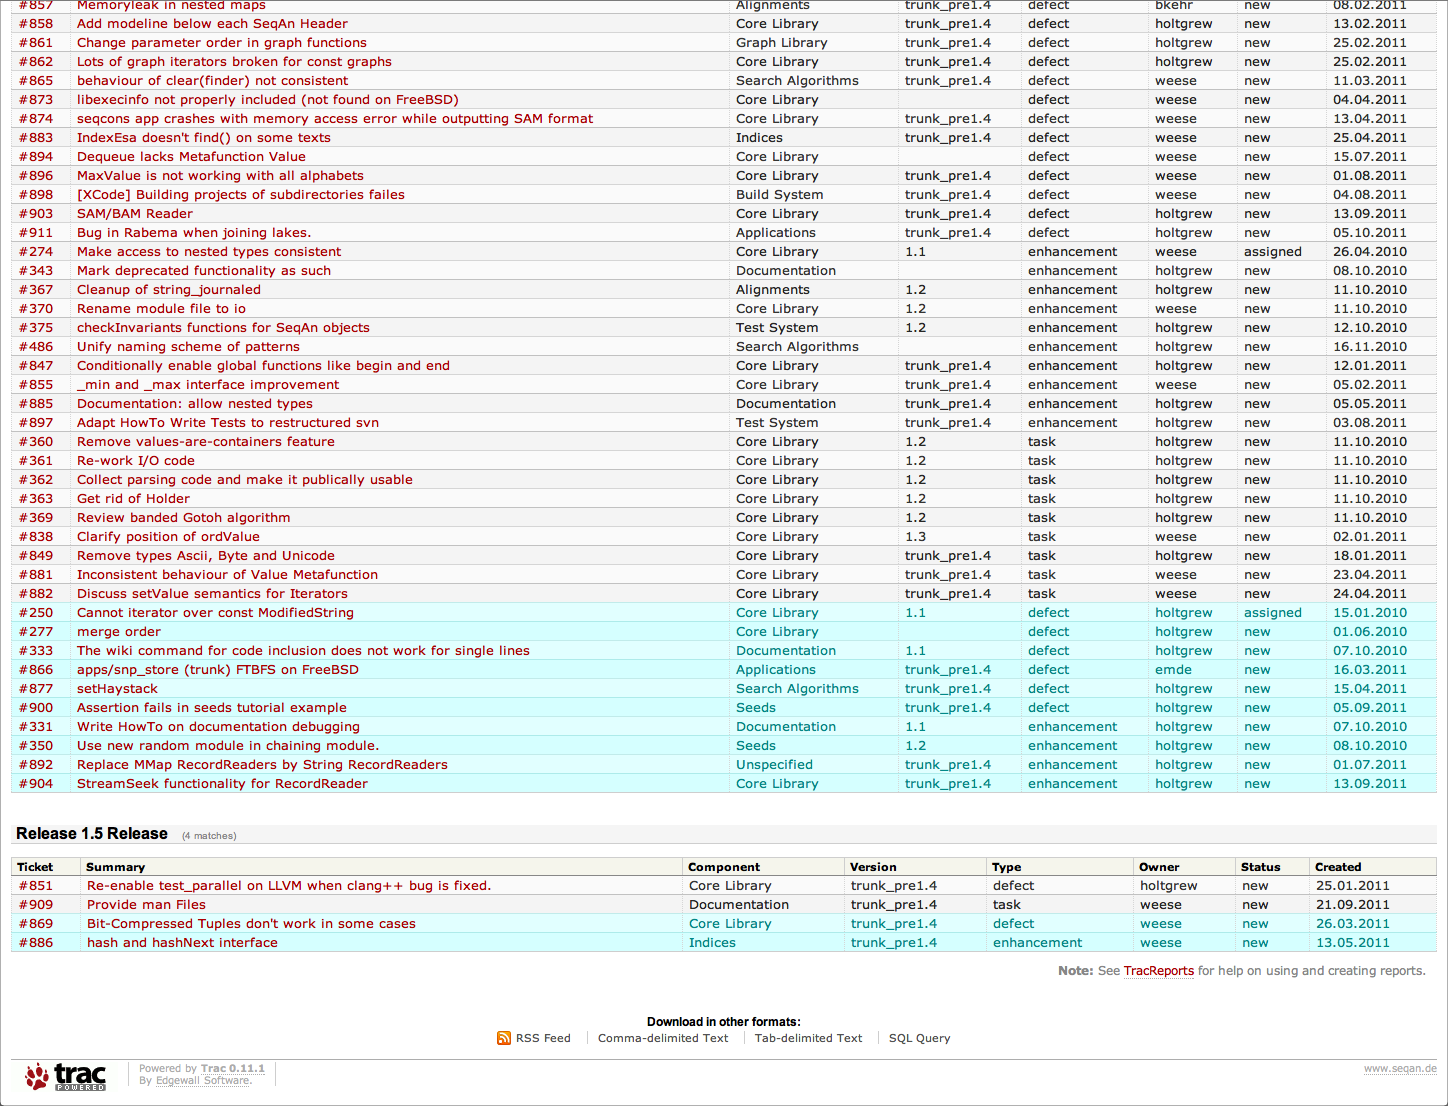 #857 Memoryleak in nested maps Alignments trunk_pre1.4 defect bkehr new 08.02.2011
#858 Add modeline below each SeqAn Header Core Library trunk_pre1.4 defect holtgrew new 13.02.2011
#861 Change parameter order in graph functions Graph Library trunk_pre1.4 defect holtgrew new 25.02.2011
#862 Lots of graph iterators broken for const graphs Core Library trunk_pre1.4 defect holtgrew new 25.02.2011
#865 behaviour of clear(finder) not consistent Search Algorithms trunk_pre1.4 defect weese new 11.03.2011
#873 libexecinfo not properly included (not found on FreeBSD) Core Library defect weese new 04.04.2011
#874 seqcons app crashes with memory access error while outputting SAM format Core Library trunk_pre1.4 defect weese new 13.04.2011
#883 IndexEsa doesn't find() on some texts Indices trunk_pre1.4 defect weese new 25.04.2011
#894 Dequeue lacks Metafunction Value Core Library defect weese new 15.07.2011
#896 MaxValue is not working with all alphabets Core Library trunk_pre1.4 defect weese new 01.08.2011
#898 [XCode] Building projects of subdirectories failes Build System trunk_pre1.4 defect weese new 04.08.2011
#903 SAM/BAM Reader Core Library trunk_pre1.4 defect holtgrew new 13.09.2011
#911 Bug in Rabema when joining lakes. Applications trunk_pre1.4 defect holtgrew new 05.10.2011
#274 Make access to nested types consistent Core Library 1.1 enhancement weese assigned 26.04.2010
#343 Mark deprecated functionality as such Documentation enhancement holtgrew new 08.10.2010
#367 Cleanup of string_journaled Alignments 1.2 enhancement holtgrew new 11.10.2010
#370 Rename module file to io Core Library 1.2 enhancement weese new 11.10.2010
#375 checkInvariants functions for SeqAn objects Test System 1.2 enhancement holtgrew new 12.10.2010
#486 Unify naming scheme of patterns Search Algorithms enhancement holtgrew new 16.11.2010
#847 Conditionally enable global functions like begin and end Core Library trunk_pre1.4 enhancement holtgrew new 12.01.2011
#855 _min and _max interface improvement Core Library trunk_pre1.4 enhancement weese new 05.02.2011
#885 Documentation: allow nested types Documentation trunk_pre1.4 enhancement holtgrew new 05.05.2011
#897 Adapt HowTo Write Tests to restructured svn Test System trunk_pre1.4 enhancement holtgrew new 03.08.2011
#360 Remove values-are-containers feature Core Library 1.2 task holtgrew new 11.10.2010
#361 Re-work I/O code Core Library 1.2 task holtgrew new 11.10.2010
#362 Collect parsing code and make it publically usable Core Library 1.2 task holtgrew new 11.10.2010
#363 Get rid of Holder Core Library 1.2 task holtgrew new 11.10.2010
#369 Review banded Gotoh algorithm Core Library 1.2 task holtgrew new 11.10.2010
#838 Clarify position of ordValue Core Library 1.3 task weese new 02.01.2011
#849 Remove types Ascii, Byte and Unicode Core Library trunk_pre1.4 task holtgrew new 18.01.2011
#881 Inconsistent behaviour of Value Metafunction Core Library trunk_pre1.4 task weese new 23.04.2011
#882 Discuss setValue semantics for Iterators Core Library trunk_pre1.4 task weese new 24.04.2011
#250 Cannot iterator over const ModifiedString Core Library 1.1 defect holtgrew assigned 15.01.2010
#277 merge order Core Library defect holtgrew new 01.06.2010
#333 The wiki command for code inclusion does not work for single lines Documentation 1.1 defect holtgrew new 07.10.2010
#866 apps/snp_store (trunk) FTBFS on FreeBSD Applications trunk_pre1.4 defect emde new 16.03.2011
#877 setHaystack Search Algorithms trunk_pre1.4 defect holtgrew new 15.04.2011
#900 Assertion fails in seeds tutorial example Seeds trunk_pre1.4 defect holtgrew new 05.09.2011
#331 Write HowTo on documentation debugging Documentation 1.1 enhancement holtgrew new 07.10.2010
#350 Use new random module in chaining module. Seeds 1.2 enhancement holtgrew new 08.10.2010
#892 Replace MMap RecordReaders by String RecordReaders Unspecified trunk_pre1.4 enhancement holtgrew new 01.07.2011
#904 StreamSeek functionality for RecordReader Core Library trunk_pre1.4 enhancement holtgrew new 13.09.2011
Release 1.5 Release (4 matches)
Ticket Summary Component Version Type Owner Status Created
#851 Re-enable test_parallel on LLVM when clang++ bug is fixed. Core Library trunk_pre1.4 defect holtgrew new 25.01.2011
#909 Provide man Files Documentation trunk_pre1.4 task weese new 21.09.2011
#869 Bit-Compressed Tuples don't work in some cases Core Library trunk_pre1.4 defect weese new 26.03.2011
#886 hash and hashNext interface Indices trunk_pre1.4 enhancement weese new 13.05.2011
Note: See TracReports for help on using and creating reports.
Download in other formats:
RSS Feed Comma-delimited Text Tab-delimited Text SQL Query
trac POWERED
Powered by Trac 0.11.1
By Edgewall Software.
www.seqan.de